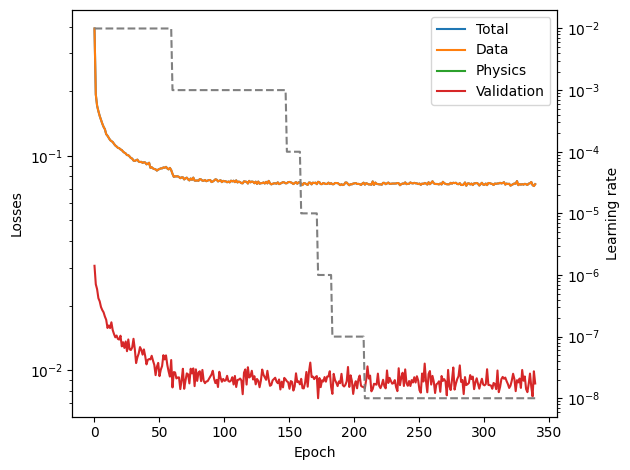 Total
Data
Physics
Validation
Losses
10⁻¹
10⁻²
10⁻²
10⁻³
10⁻⁴
10⁻⁵
10⁻⁶
10⁻⁷
10⁻⁸
Learning rate
0 50 100 150 200 250 300 350
Epoch